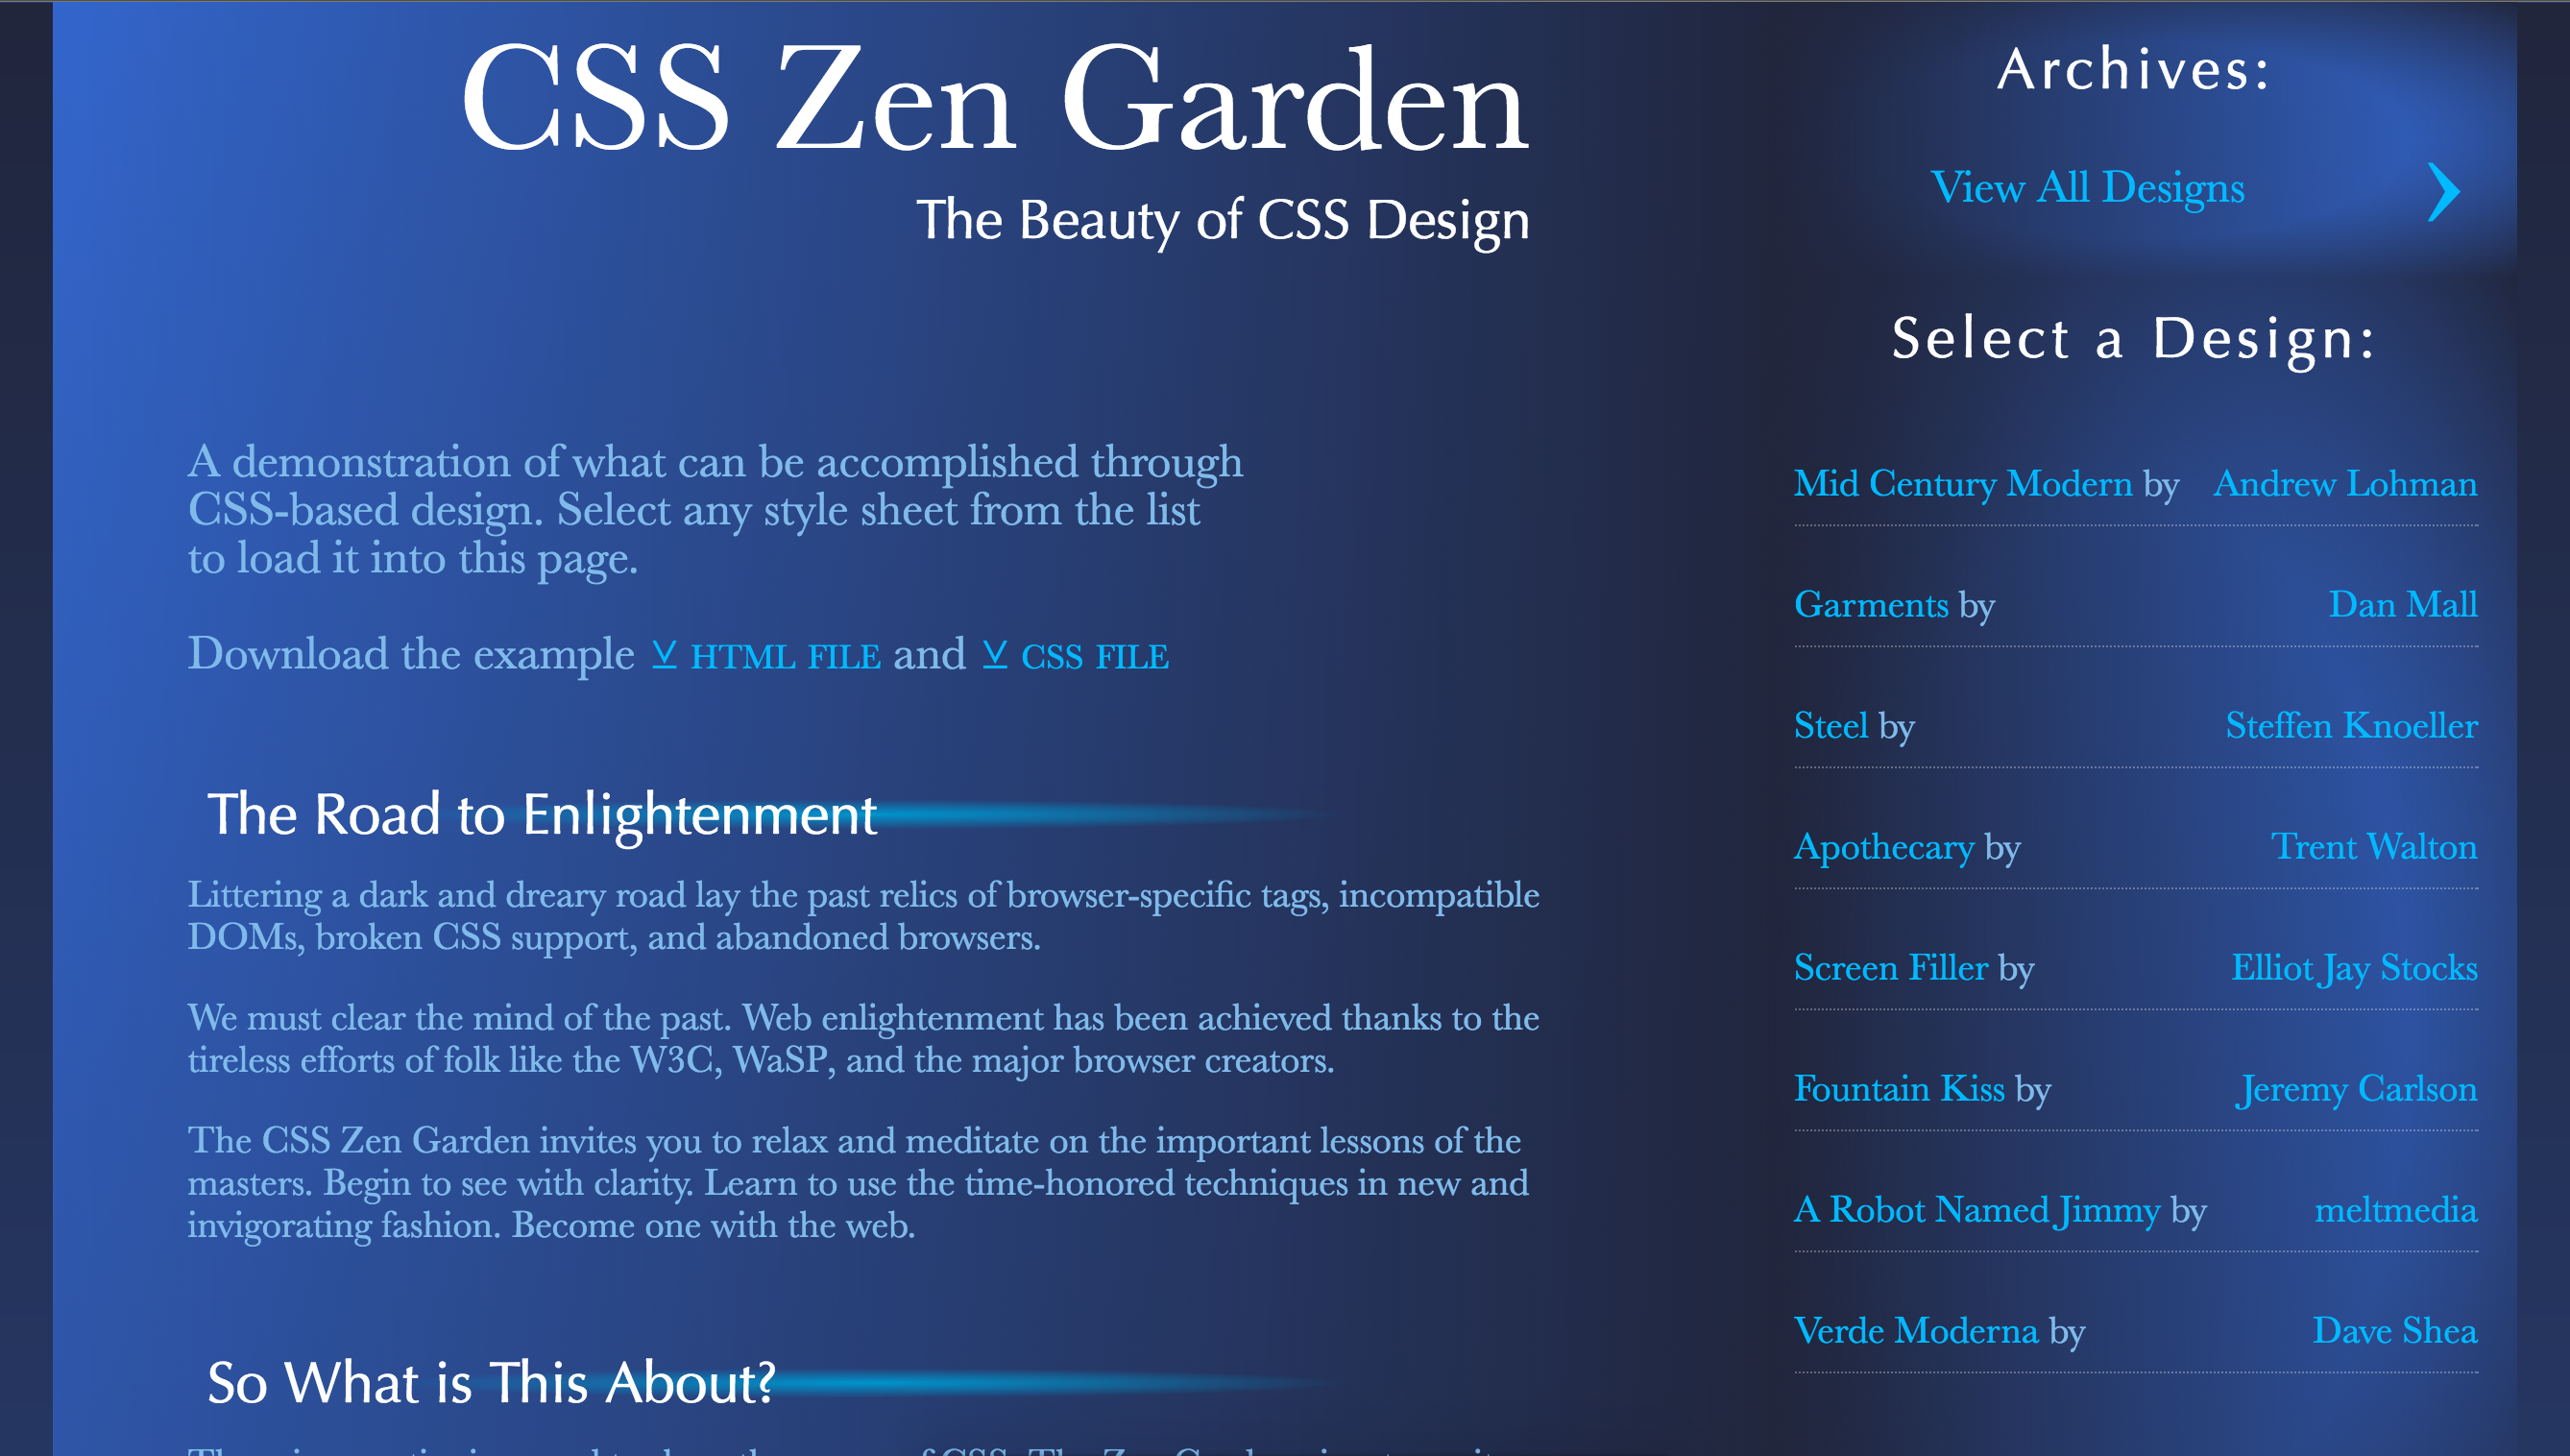 CSS Zen Garden
The Beauty of CSS Design
A demonstration of what can be accomplished through
CSS-based design. Select any style sheet from the list
to load it into this page.
Download the example HTML FILE and CSS FILE
The Road to Enlightenment
Littering a dark and dreary road lay the past relics of browser-specific tags, incompatible
DOMs, broken CSS support, and abandoned browsers.
We must clear the mind of the past. Web enlightenment has been achieved thanks to the
tireless efforts of folk like the W3C, WaSP, and the major browser creators.
The CSS Zen Garden invites you to relax and meditate on the important lessons of the
masters. Begin to see with clarity. Learn to use the time-honored techniques in new and
invigorating fashion. Become one with the web.
So What is This About?
Archives:
View All Designs
Select a Design:
Mid Century Modern by Andrew Lohman
Garments by Dan Mall
Steel by Steffen Knoeller
Apothecary by Trent Walton
Screen Filler by Elliot Jay Stocks
Fountain Kiss by Jeremy Carlson
A Robot Named Jimmy by meltmedia
Verde Moderna by Dave Shea